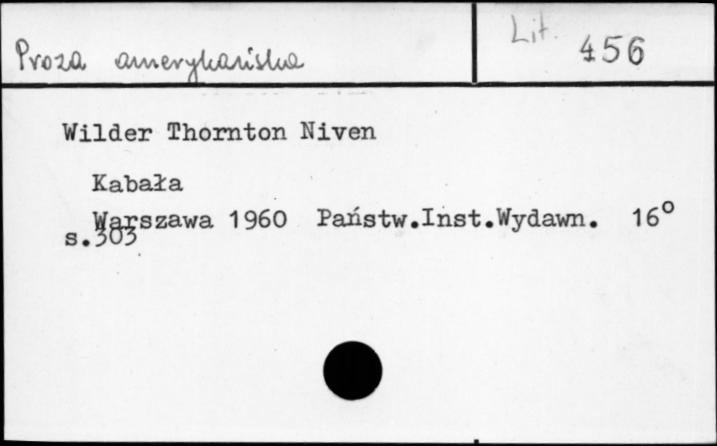 Proza amerykańska
Lit. 456
Wilder Thornton Niven
Kabała
Warszawa 1960 Państw.Inst.Wydawn. 16°
s.303